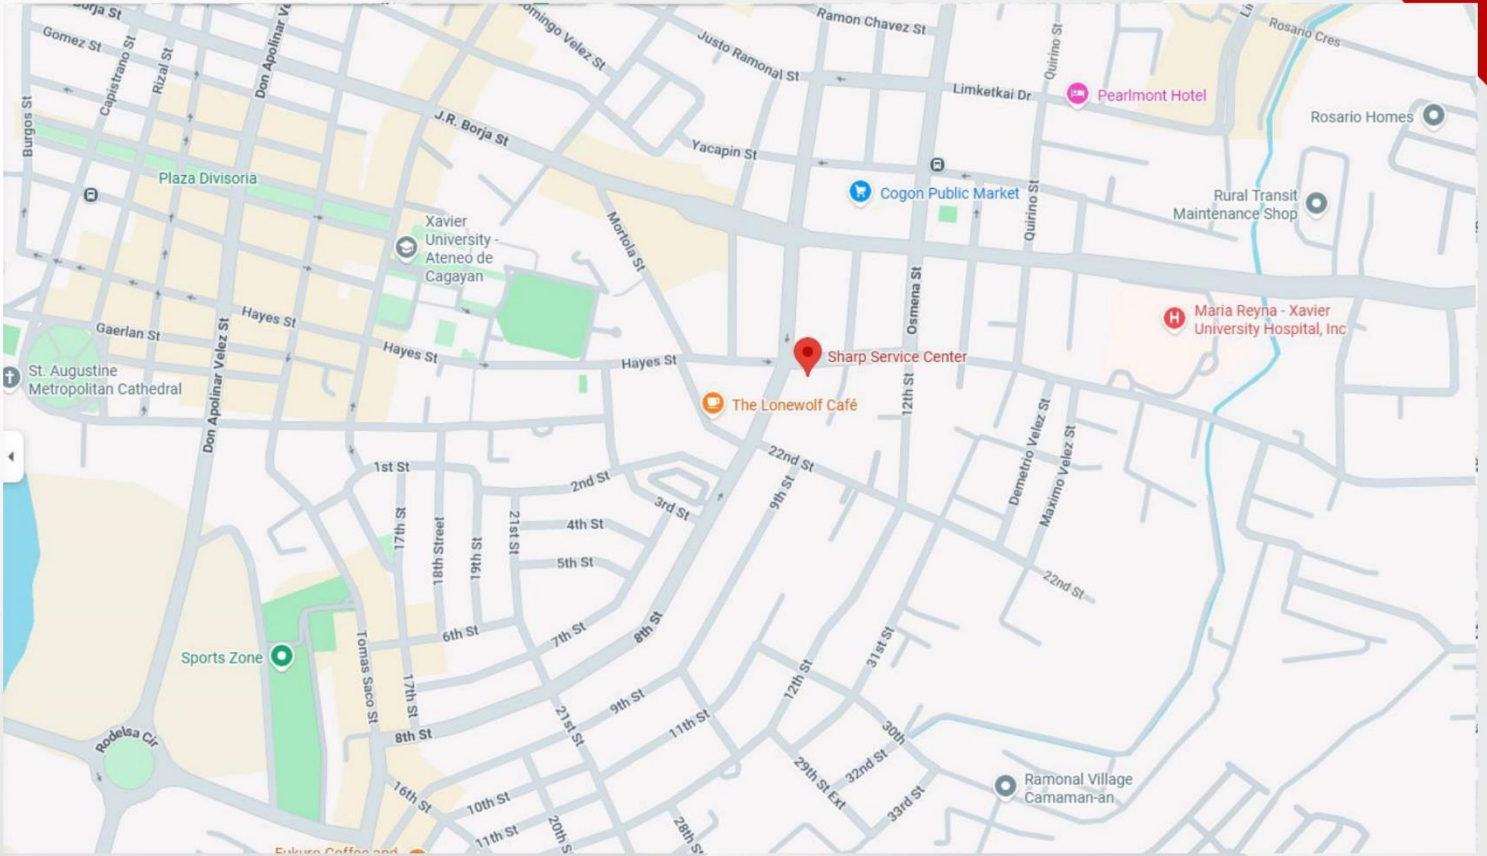 Borja St
Gomez St
Capistrano St
Rizal St
Burgos St
Don Apolinar Ve
Domingo Velez St
Justo Ramonal St
Ramon Chavez St
Quirino St
Rosario Cres
Limketkai Dr
Pearlmont Hotel
Rosario Homes
J.R. Borja St
Yacapin St
Plaza Divisoria
Cogon Public Market
Quirino St
Rural Transit
Maintenance Shop
Xavier
University -
Ateneo de
Cagayan
Mortola St
Osmena St
Hayes St
Gaerlan St
Don Apolinar Velez St
Hayes St
Hayes St
Maria Reyna - Xavier
University Hospital, Inc
Sharp Service Center
St. Augustine
Metropolitan Cathedral
The Lonewolf Café
12th St
Demetrio Velez St
Maximo Velez St
22nd St
1st St
2nd St
3rd St
9th St
17th St
18th Street
19th St
21st St
4th St
5th St
22nd St
6th St
7th St
8th St
31st St
Sports Zone
Tomas Saco St
17th St
12th St
9th St
11th St
21st St
8th St
30th
Rodelsa Cir
32nd St
29th St Ext
33rd St
Ramonal Village
Camaman-an
16th St
10th St
11th St
20th S
28th St
Fukuro Coffee and